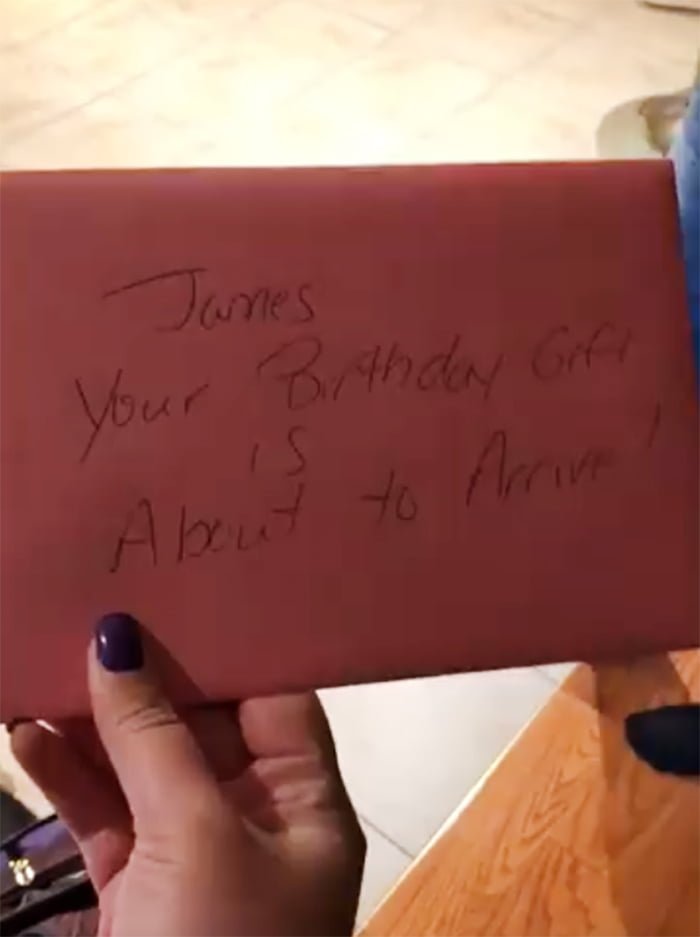 James
Your Birthday Gift
is
About to Arrive!